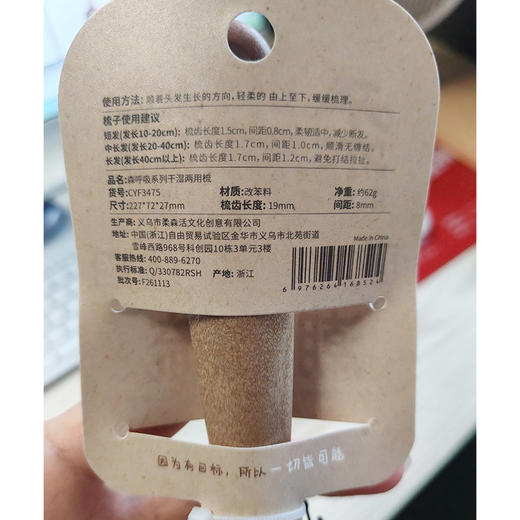 使用方法: 顺着头发生长的方向，轻柔的 由上至下，缓缓梳理。
梳子使用建议
短发(发长10-20cm): 梳齿长度1.5cm, 间距0.8cm, 柔韧适中, 减少断发。
中长发(发长20-40cm): 梳齿长度1.7cm, 间距1.0cm, 顺滑无缠结。
长发(发长40cm以上): 梳齿长度1.7cm, 间距1.2cm, 避免打结拉扯。
品名: 森呼吸系列干湿两用梳
货号: CYF3475 材质: 改苯料 净重: 约62g
尺寸: 227*72*27mm 梳齿长度: 19mm 间距: 8mm
生产商: 义乌市柔森活文化创意有限公司
地址: 中国(浙江)自由贸易试验区金华市义乌市北苑街道
雪峰西路968号科创园10栋3单元3楼
客服热线: 400-889-6270
执行标准: Q/330782RSH 产地: 浙江
批次号: F261113
Made in China
6 976264 168524
因为有目标，所以 一切皆可能